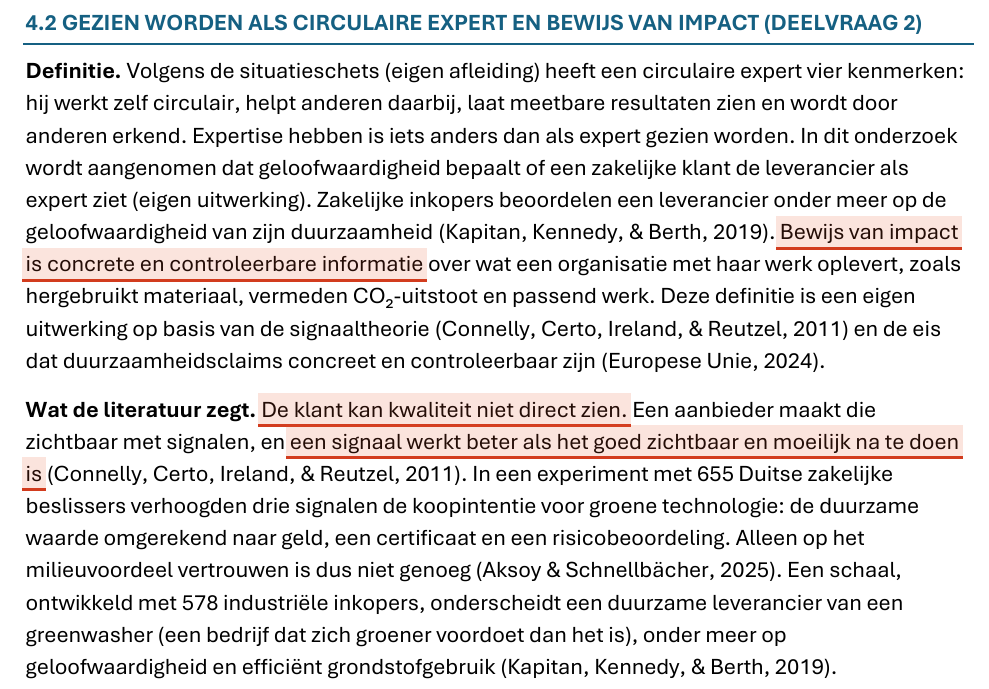 4.2 GEZIEN WORDEN ALS CIRCULAIRE EXPERT EN BEWIJS VAN IMPACT (DEELVRAAG 2)
Definitie. Volgens de situatieschets (eigen afleiding) heeft een circulaire expert vier kenmerken:
hij werkt zelf circulair, helpt anderen daarbij, laat meetbare resultaten zien en wordt door
anderen erkend. Expertise hebben is iets anders dan als expert gezien worden. In dit onderzoek
wordt aangenomen dat geloofwaardigheid bepaalt of een zakelijke klant de leverancier als
expert ziet (eigen uitwerking). Zakelijke inkopers beoordelen een leverancier onder meer op de
geloofwaardigheid van zijn duurzaamheid (Kapitan, Kennedy, & Berth, 2019). Bewijs van impact
is concrete en controleerbare informatie over wat een organisatie met haar werk oplevert, zoals
hergebruikt materiaal, vermeden CO₂-uitstoot en passend werk. Deze definitie is een eigen
uitwerking op basis van de signaaltheorie (Connelly, Certo, Ireland, & Reutzel, 2011) en de eis
dat duurzaamheidsclaims concreet en controleerbaar zijn (Europese Unie, 2024).
Wat de literatuur zegt. De klant kan kwaliteit niet direct zien. Een aanbieder maakt die
zichtbaar met signalen, en een signaal werkt beter als het goed zichtbaar en moeilijk na te doen
is (Connelly, Certo, Ireland, & Reutzel, 2011). In een experiment met 655 Duitse zakelijke
beslissers verhoogden drie signalen de koopintentie voor groene technologie: de duurzame
waarde omgerekend naar geld, een certificaat en een risicobeoordeling. Alleen op het
milieuvoordeel vertrouwen is dus niet genoeg (Aksoy & Schnellbächer, 2025). Een schaal,
ontwikkeld met 578 industriële inkopers, onderscheidt een duurzame leverancier van een
greenwasher (een bedrijf dat zich groener voordoet dan het is), onder meer op
geloofwaardigheid en efficiënt grondstofgebruik (Kapitan, Kennedy, & Berth, 2019).